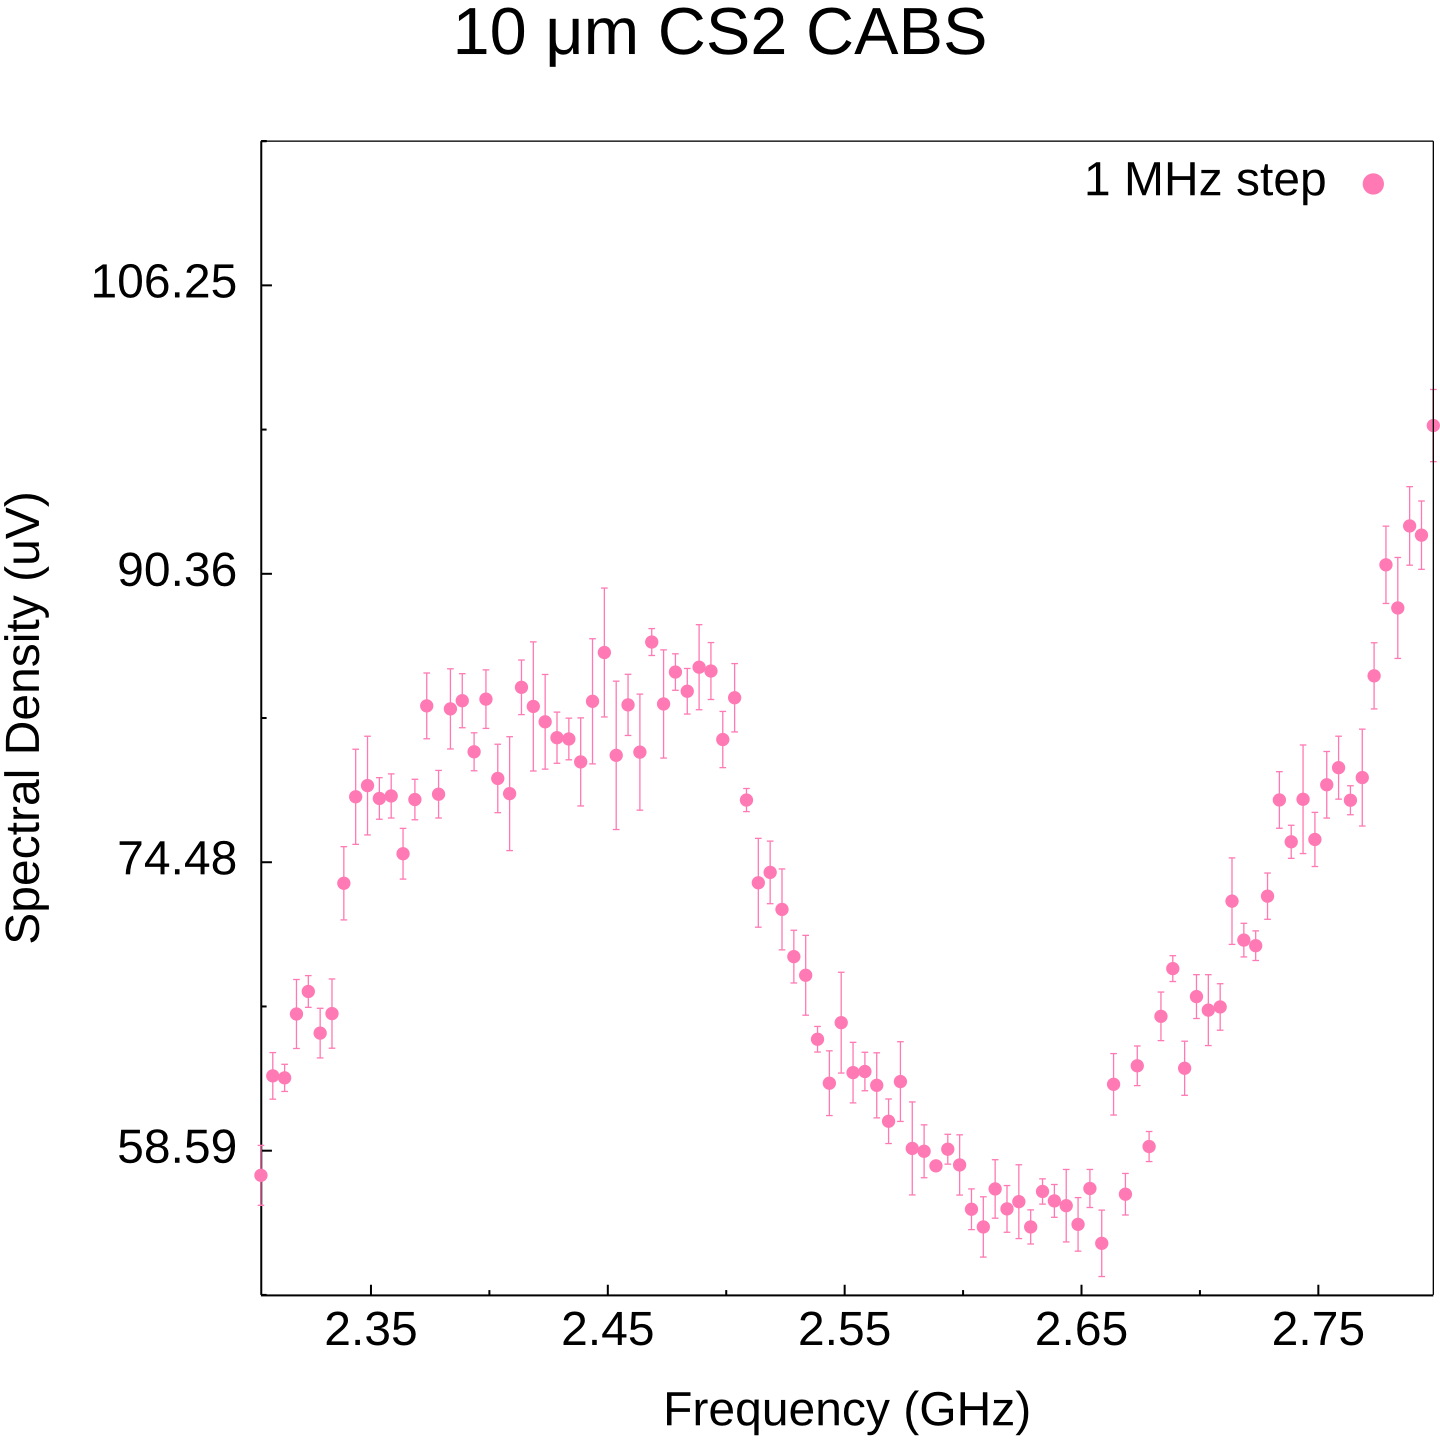 10 μm CS2 CABS
1 MHz step
106.25
90.36
74.48
58.59
Spectral Density (uV)
2.35 2.45 2.55 2.65 2.75
Frequency (GHz)